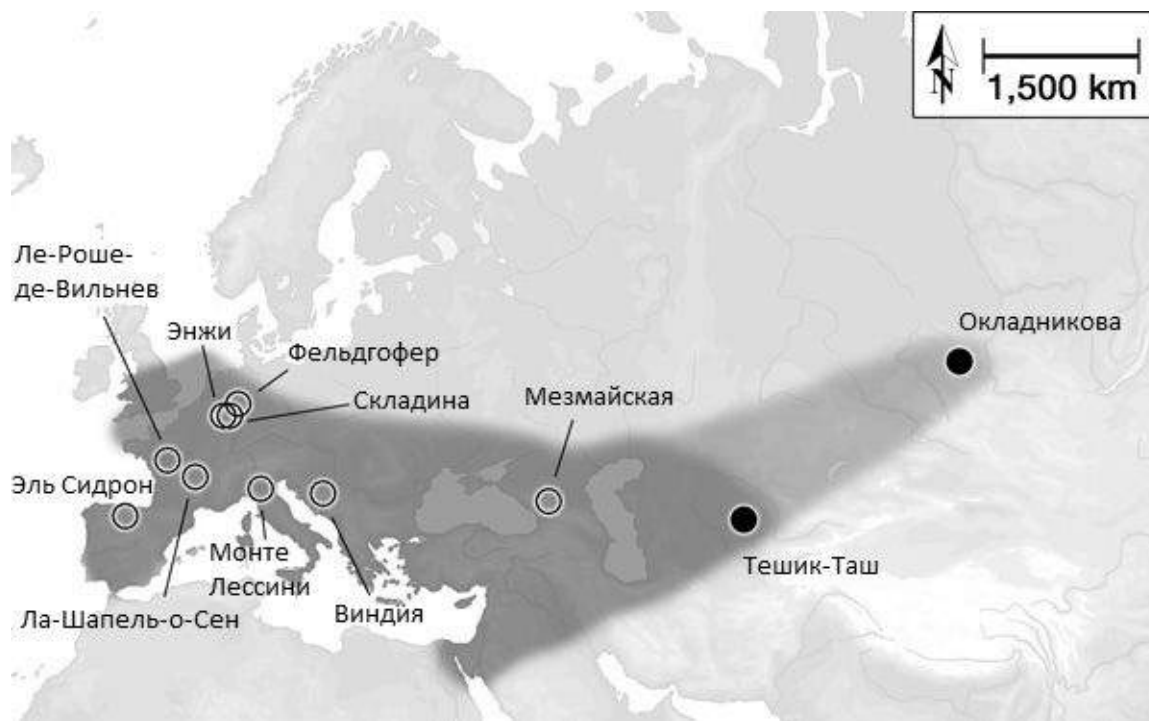 N
1,500 km
Ле-Роше-
де-Вильнев
Энжи
Фельдгофер
Складина
Окладникова
Мезмайская
Эль Сидрон
Монте
Лессини
Тешик-Таш
Ла-Шапель-о-Сен
Виндия